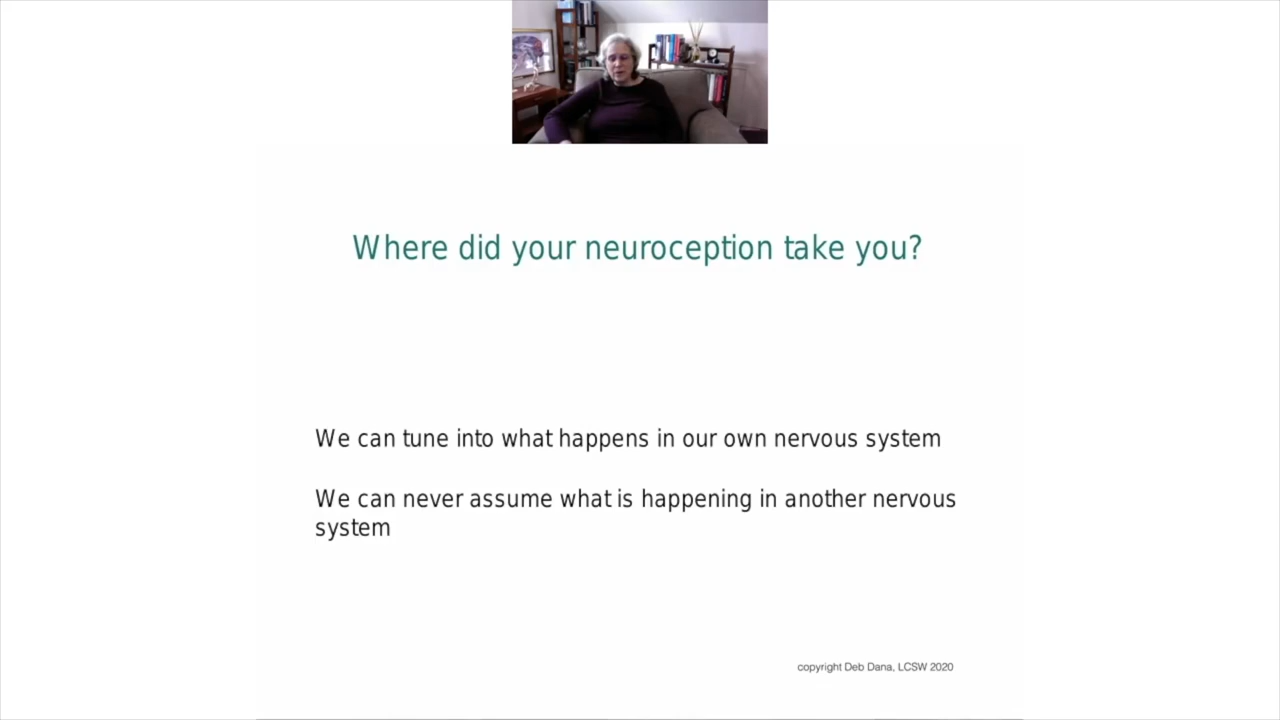 Where did your neuroception take you?
We can tune into what happens in our own nervous system
We can never assume what is happening in another nervous
system
copyright Deb Dana, LCSW 2020